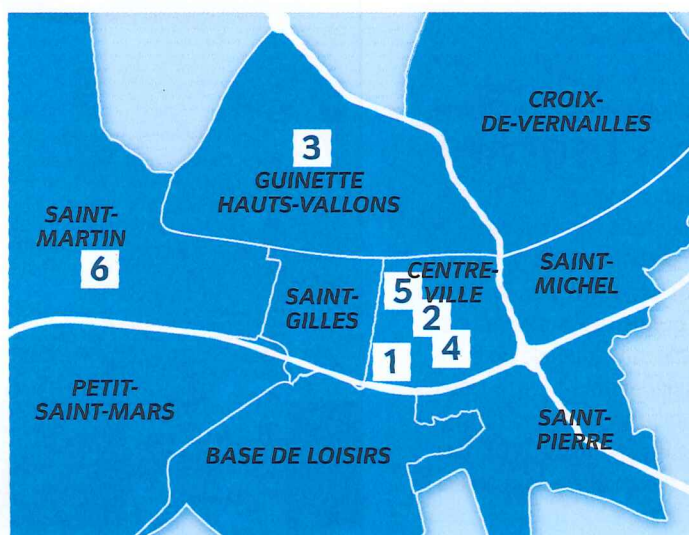 CROIX-
DE-VERNAILLES
3
GUINETTE
HAUTS-VALLONS
SAINT-
MARTIN
6
SAINT-
GILLES
CENTRE-
VILLE
5
2
4
1
SAINT-
MICHEL
PETIT-
SAINT-MARS
BASE DE LOISIRS
SAINT-
PIERRE